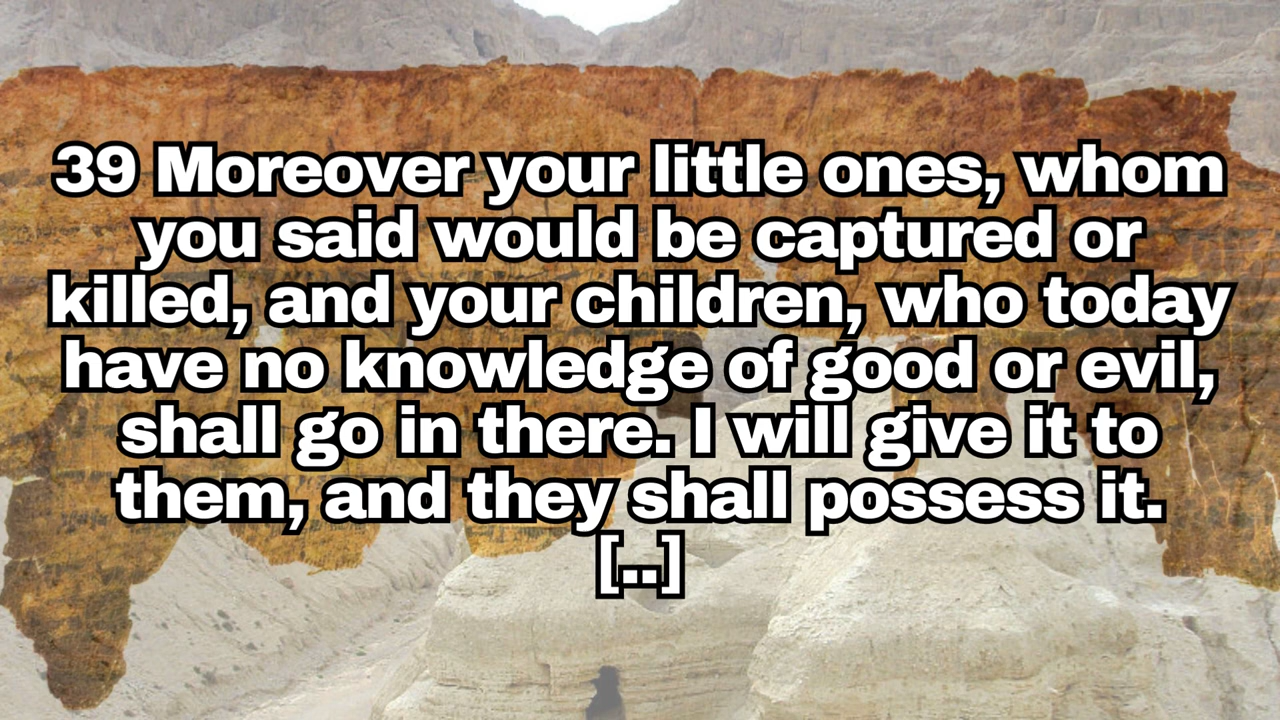 39 Moreover your little ones, whom
you said would be captured or
killed, and your children, who today
have no knowledge of good or evil,
shall go in there. I will give it to
them, and they shall possess it.
[..]